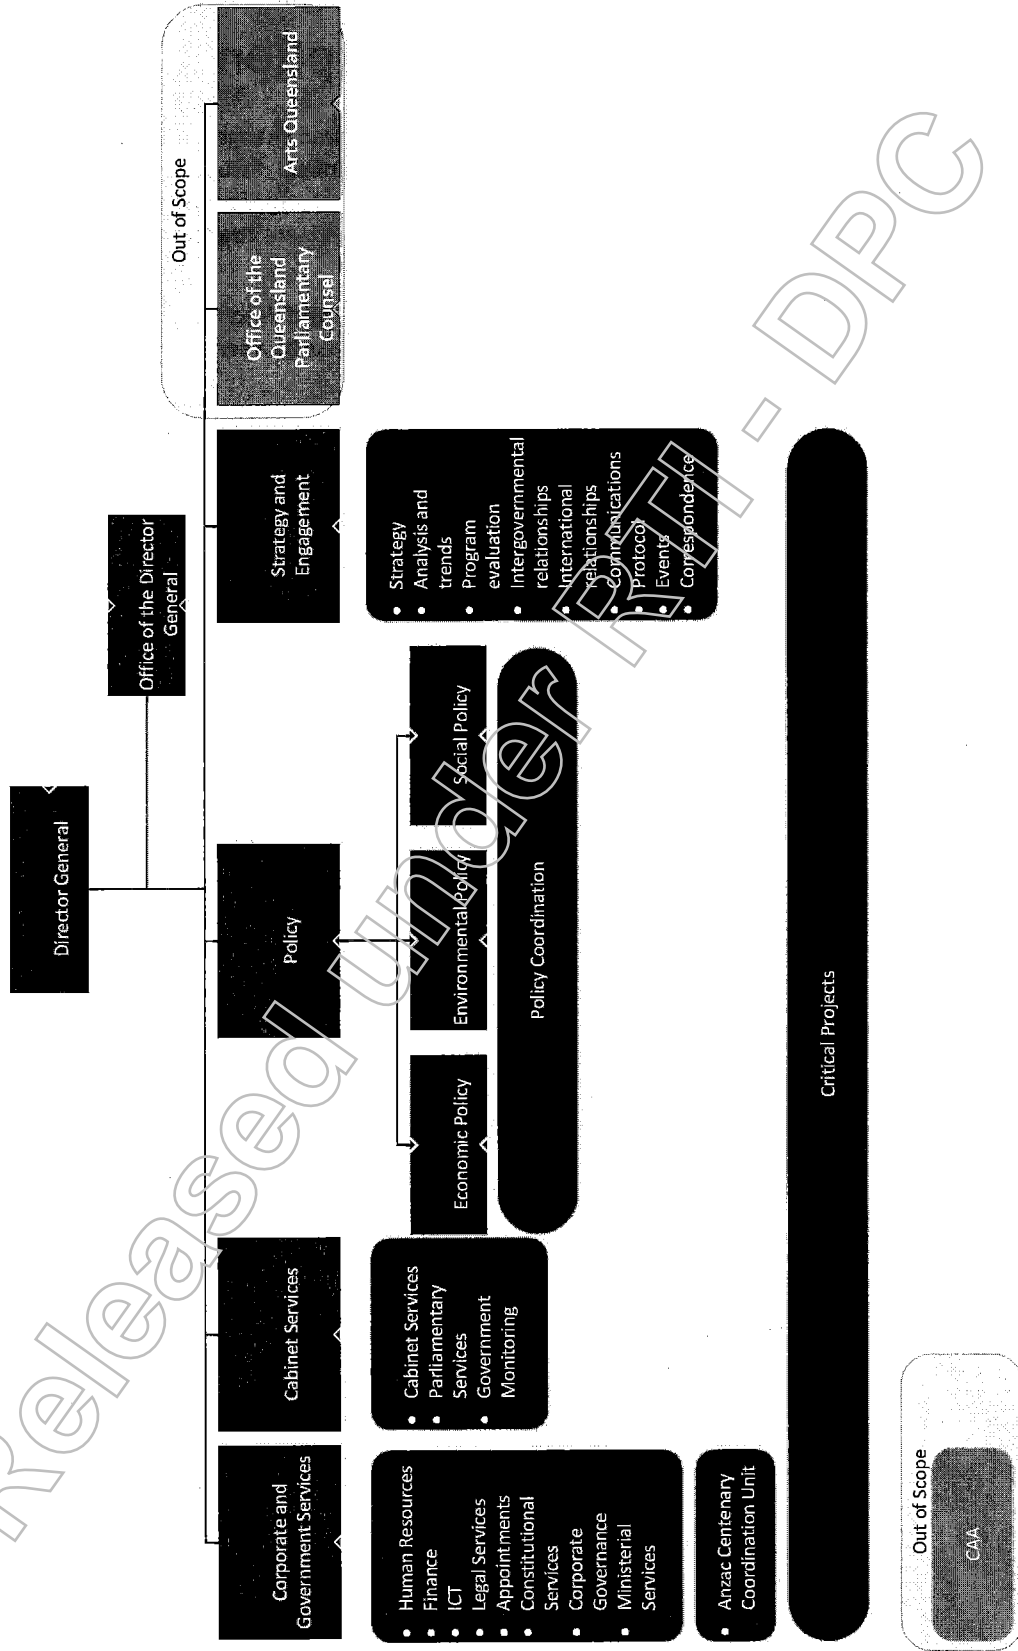 Director General
Office of the Director
General
Corporate and
Government Services
Cabinet Services
Policy
Strategy and
Engagement
Out of Scope
Office of the
Queensland
Parliamentary
Counsel
Arts Queensland
• Human Resources
• Finance
• ICT
• Legal Services
• Appointments
• Constitutional
Services
• Corporate
Governance
• Ministerial
Services
• Anzac Centenary
Coordination Unit
• Cabinet Services
• Parliamentary
Services
• Government
Monitoring
Economic Policy
Environmental Policy
Social Policy
Policy Coordination
• Strategy
• Analysis and
trends
• Program
evaluation
• Intergovernmental
relationships
• International
relationships
• Communications
• Protocol
• Events
• Correspondence
Critical Projects
Out of Scope
CAA
Released under RTI - DPC